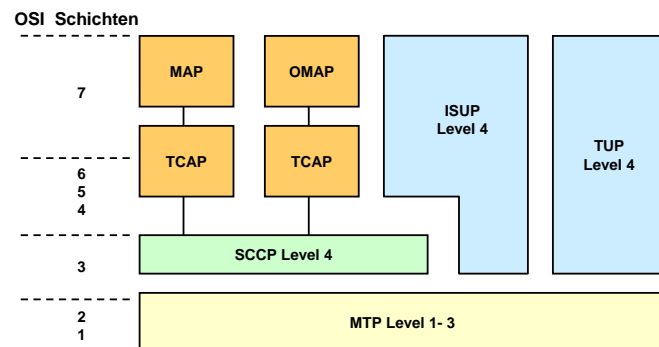 OSI Schichten
MAP
OMAP
7
ISUP
Level 4
TUP
Level 4
TCAP
TCAP
6
5
4
SCCP Level 4
3
2
1
MTP Level 1- 3